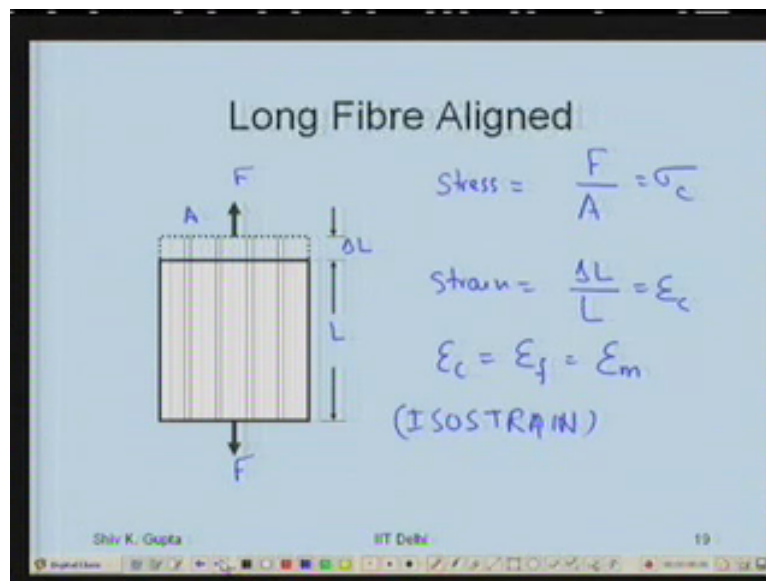 Long Fibre Aligned
F
A
ΔL
L
F
Stress = F/A = σc
Strain = ΔL/L = εc
εc = εf = εm
(ISOSTRAIN)
Shiv K. Gupta IIT Delhi 19